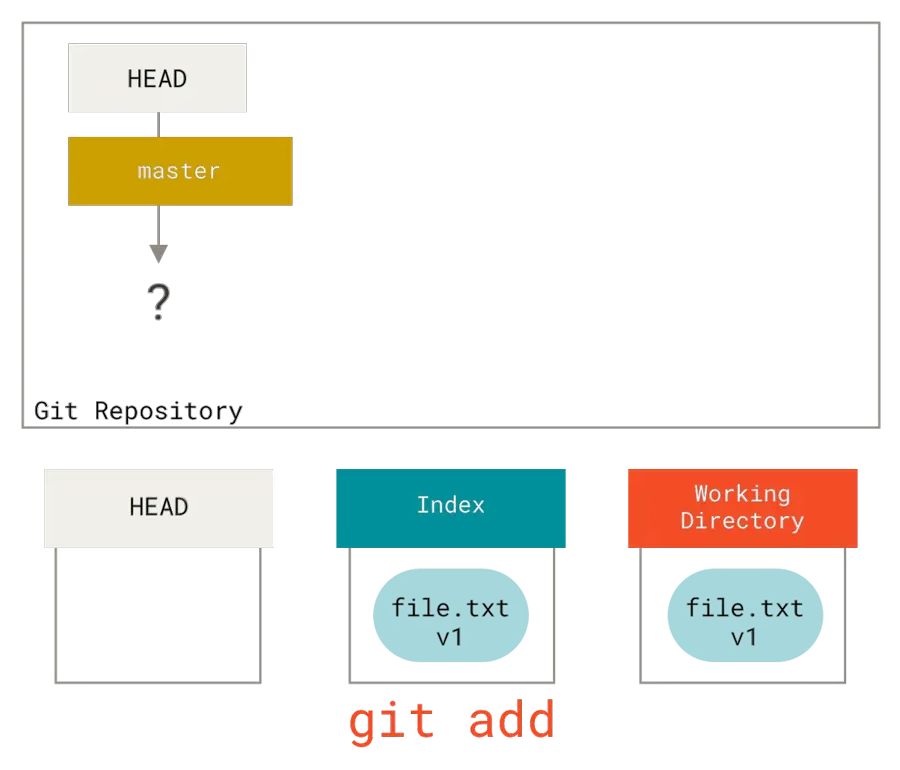 HEAD
master
?
Git Repository
HEAD
Index
Working
Directory
file.txt
v1
file.txt
v1
git add